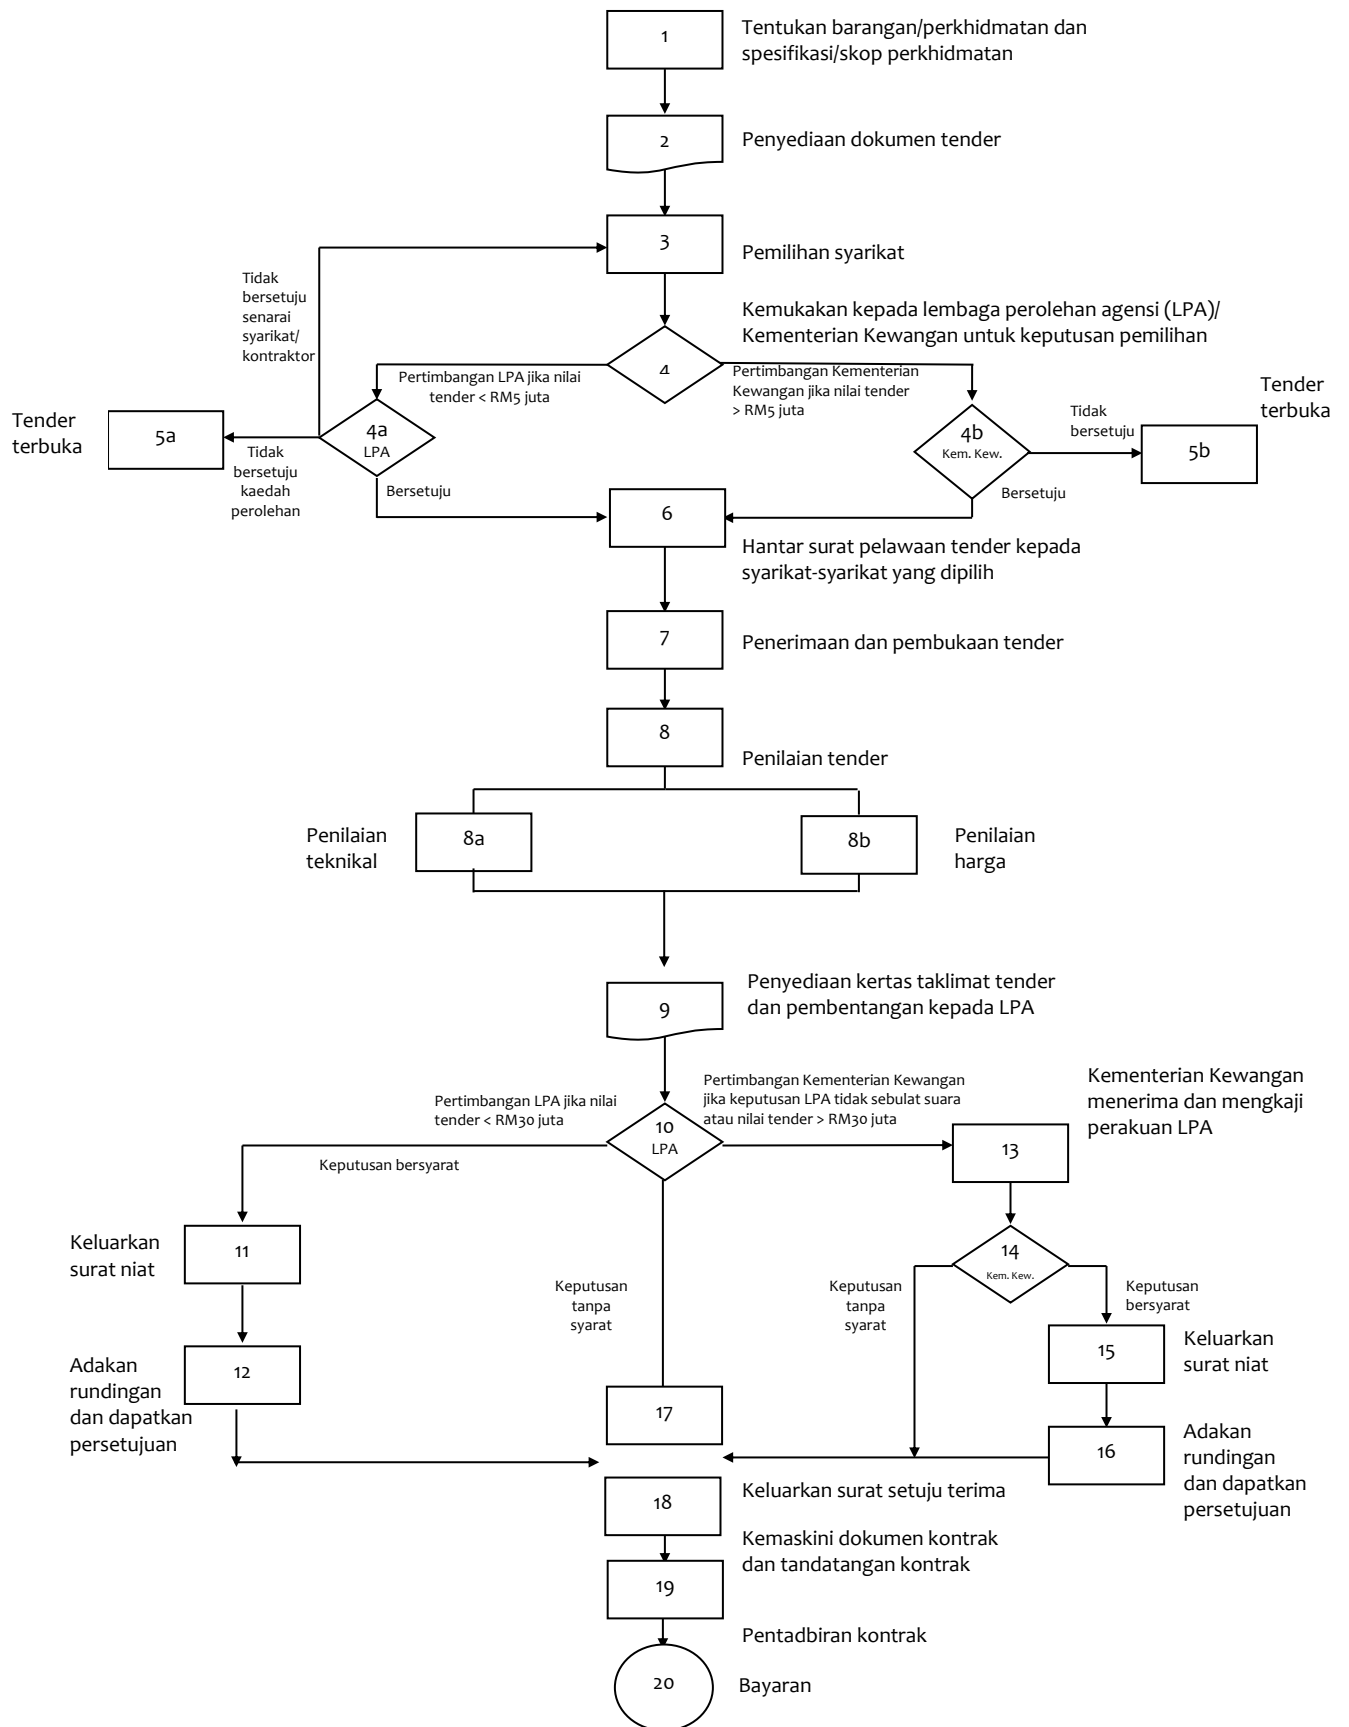 1
Tentukan barangan/perkhidmatan dan
spesifikasi/skop perkhidmatan
2
Penyediaan dokumen tender
3
Pemilihan syarikat
Tidak
bersetuju
senarai
syarikat/
kontraktor
Kemukakan kepada lembaga perolehan agensi (LPA)/
Kementerian Kewangan untuk keputusan pemilihan
4
Pertimbangan LPA jika nilai
tender < RM5 juta
Pertimbangan Kementerian
Kewangan jika nilai tender
> RM5 juta
Tender
terbuka
5a
Tidak
bersetuju
kaedah
perolehan
4a
LPA
Bersetuju
4b
Kem. Kew.
Tidak
bersetuju
Bersetuju
Tender
terbuka
5b
6
Hantar surat pelawaan tender kepada
syarikat-syarikat yang dipilih
7
Penerimaan dan pembukaan tender
8
Penilaian tender
Penilaian
teknikal
8a
8b
Penilaian
harga
9
Penyediaan kertas taklimat tender
dan pembentangan kepada LPA
Pertimbangan LPA jika nilai
tender < RM30 juta
Pertimbangan Kementerian Kewangan
jika keputusan LPA tidak sebulat suara
atau nilai tender > RM30 juta
10
LPA
Kementerian Kewangan
menerima dan mengkaji
perakuan LPA
13
Keputusan bersyarat
Keluarkan
surat niat
11
14
Kem. Kew.
Keputusan
tanpa
syarat
Keputusan
tanpa
syarat
Keputusan
bersyarat
15
Keluarkan
surat niat
Adakan
rundingan
dan dapatkan
persetujuan
12
17
16
Adakan
rundingan
dan dapatkan
persetujuan
18
Keluarkan surat setuju terima
Kemaskini dokumen kontrak
dan tandatangan kontrak
19
Pentadbiran kontrak
20
Bayaran